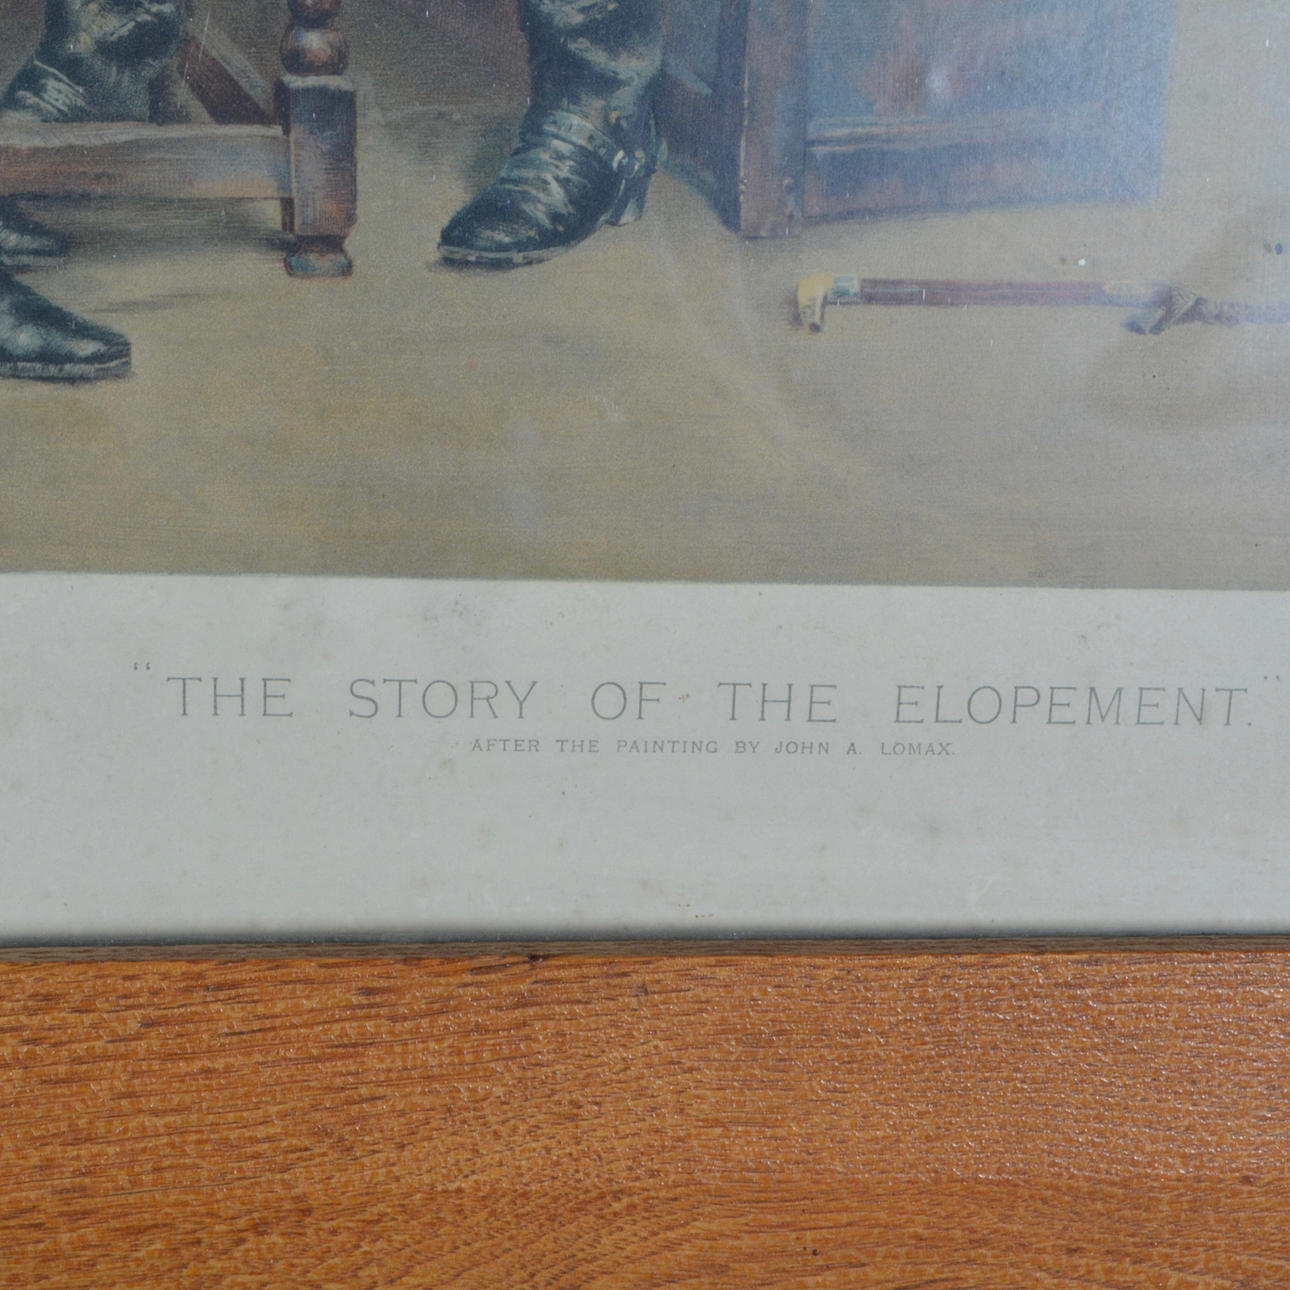 "THE STORY OF THE ELOPEMENT."
AFTER THE PAINTING BY JOHN A. LOMAX.